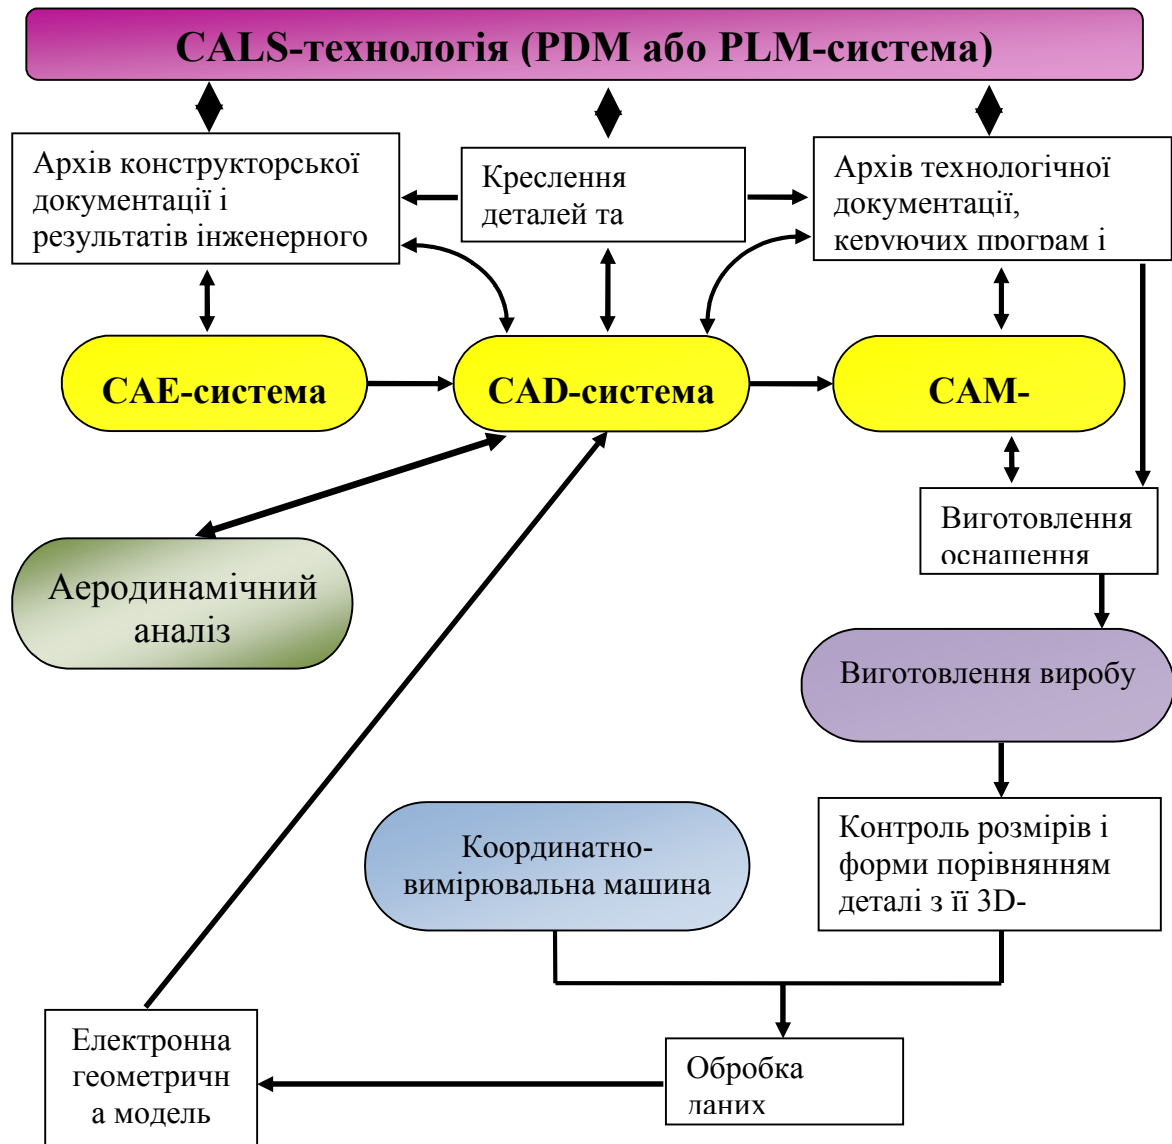 CALS-технологія (PDM або PLM-система)
Архів конструкторської
документації і
результатів інженерного
Креслення
деталей та
Архів технологічної
документації,
керуючих програм і
CAE-система
CAD-система
CAM-
Виготовлення
оснащення
Аеродинамічний
аналіз
Виготовлення виробу
Координатно-
вимірювальна машина
Контроль розмірів і
форми порівнянням
деталі з її 3D-
Електронна
геометричн
а модель
Обробка
даних